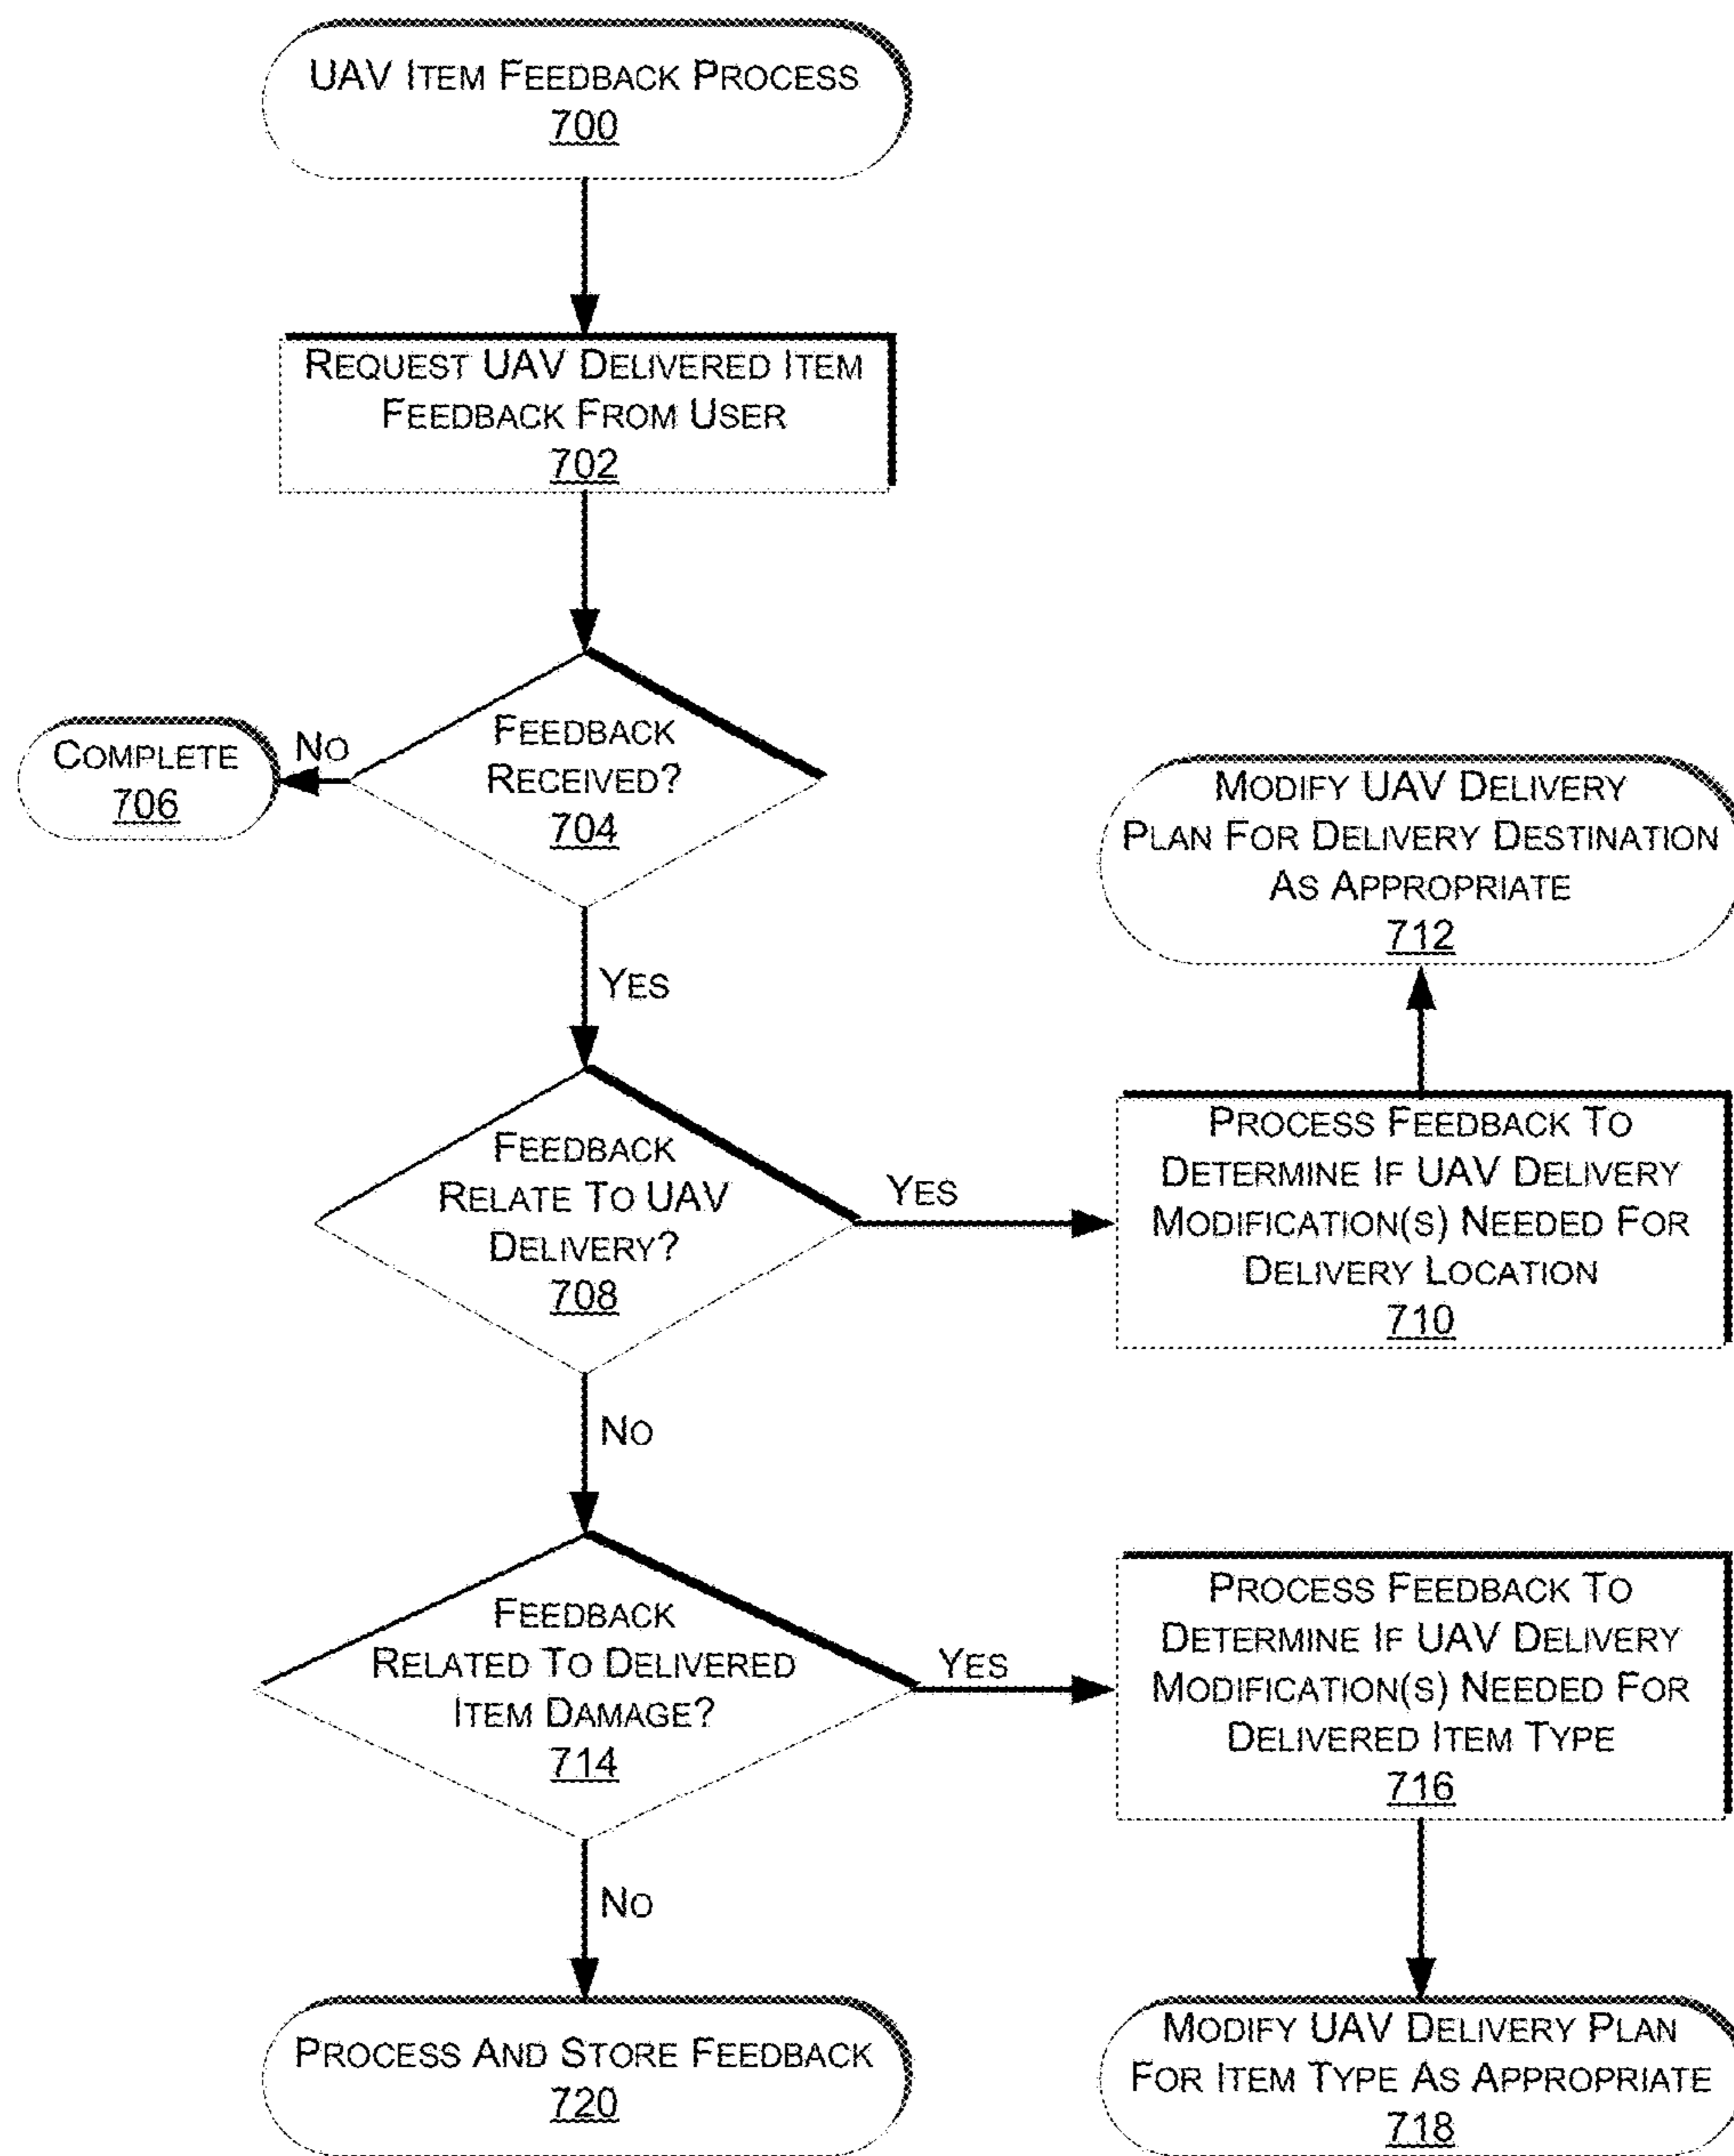 UAV ITEM FEEDBACK PROCESS
700
REQUEST UAV DELIVERED ITEM
FEEDBACK FROM USER
702
FEEDBACK
RECEIVED?
704
NO
COMPLETE
706
YES
MODIFY UAV DELIVERY
PLAN FOR DELIVERY DESTINATION
AS APPROPRIATE
712
FEEDBACK
RELATE TO UAV
DELIVERY?
708
YES
PROCESS FEEDBACK TO
DETERMINE IF UAV DELIVERY
MODIFICATION(S) NEEDED FOR
DELIVERY LOCATION
710
NO
FEEDBACK
RELATED TO DELIVERED
ITEM DAMAGE?
714
YES
PROCESS FEEDBACK TO
DETERMINE IF UAV DELIVERY
MODIFICATION(S) NEEDED FOR
DELIVERED ITEM TYPE
716
NO
PROCESS AND STORE FEEDBACK
720
MODIFY UAV DELIVERY PLAN
FOR ITEM TYPE AS APPROPRIATE
718